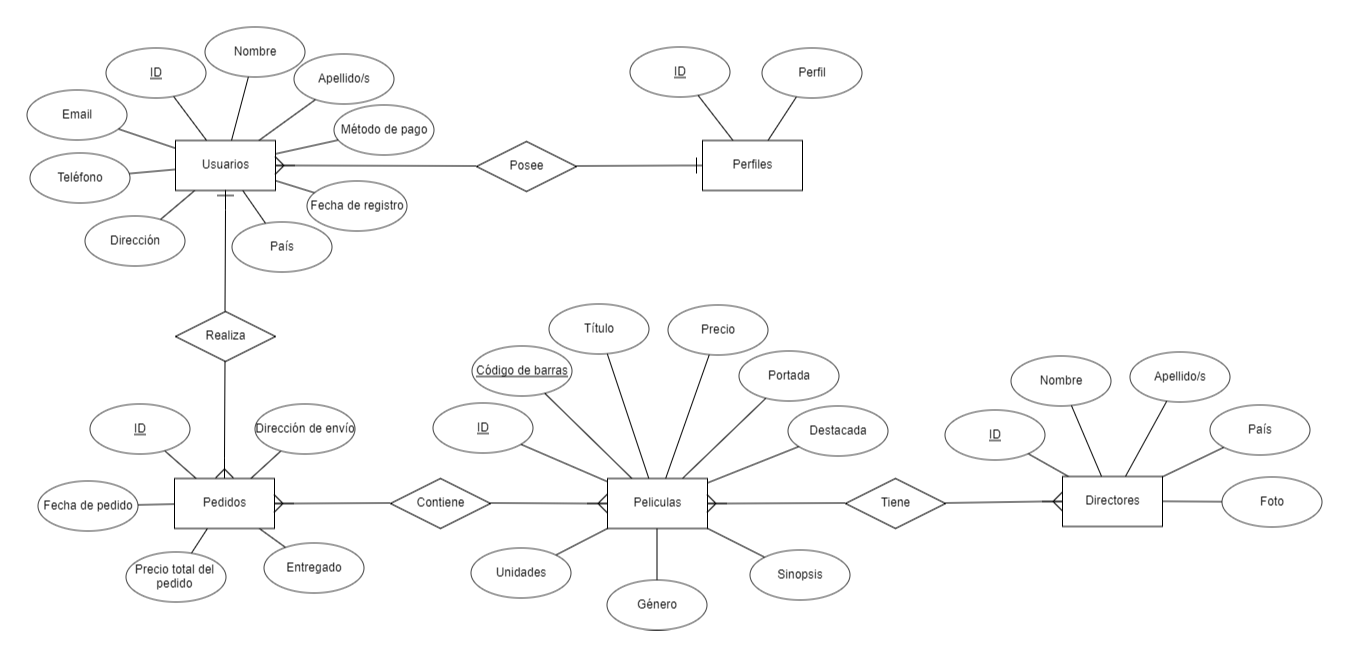 Nombre
ID
Apellido/s
Email
Método de pago
Usuarios
Teléfono
Fecha de registro
Dirección
País
Posee
ID
Perfil
Perfiles
Realiza
ID
Dirección de envío
Pedidos
Fecha de pedido
Precio total del
pedido
Entregado
Contiene
Título
Precio
Código de barras
Portada
ID
Destacada
Peliculas
Unidades
Género
Sinopsis
Tiene
Nombre
Apellido/s
ID
País
Directores
Foto